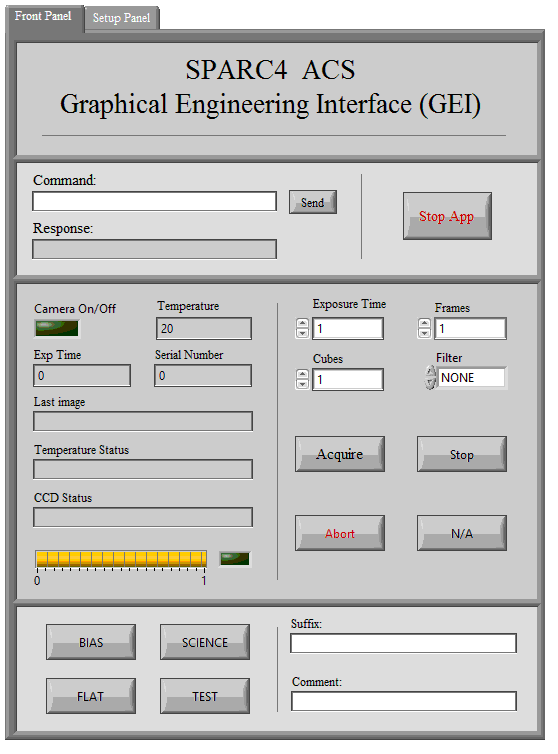 Front Panel
Setup Panel
SPARC4 ACS
Graphical Engineering Interface (GEI)
Command:
Send
Stop App
Response:
Camera On/Off
Temperature
20
Exp Time
Serial Number
0
0
Last image
Temperature Status
CCD Status
0
1
Exposure Time
Frames
1
1
Cubes
Filter
1
NONE
Acquire
Stop
Abort
N/A
BIAS
SCIENCE
FLAT
TEST
Suffix:
Comment: